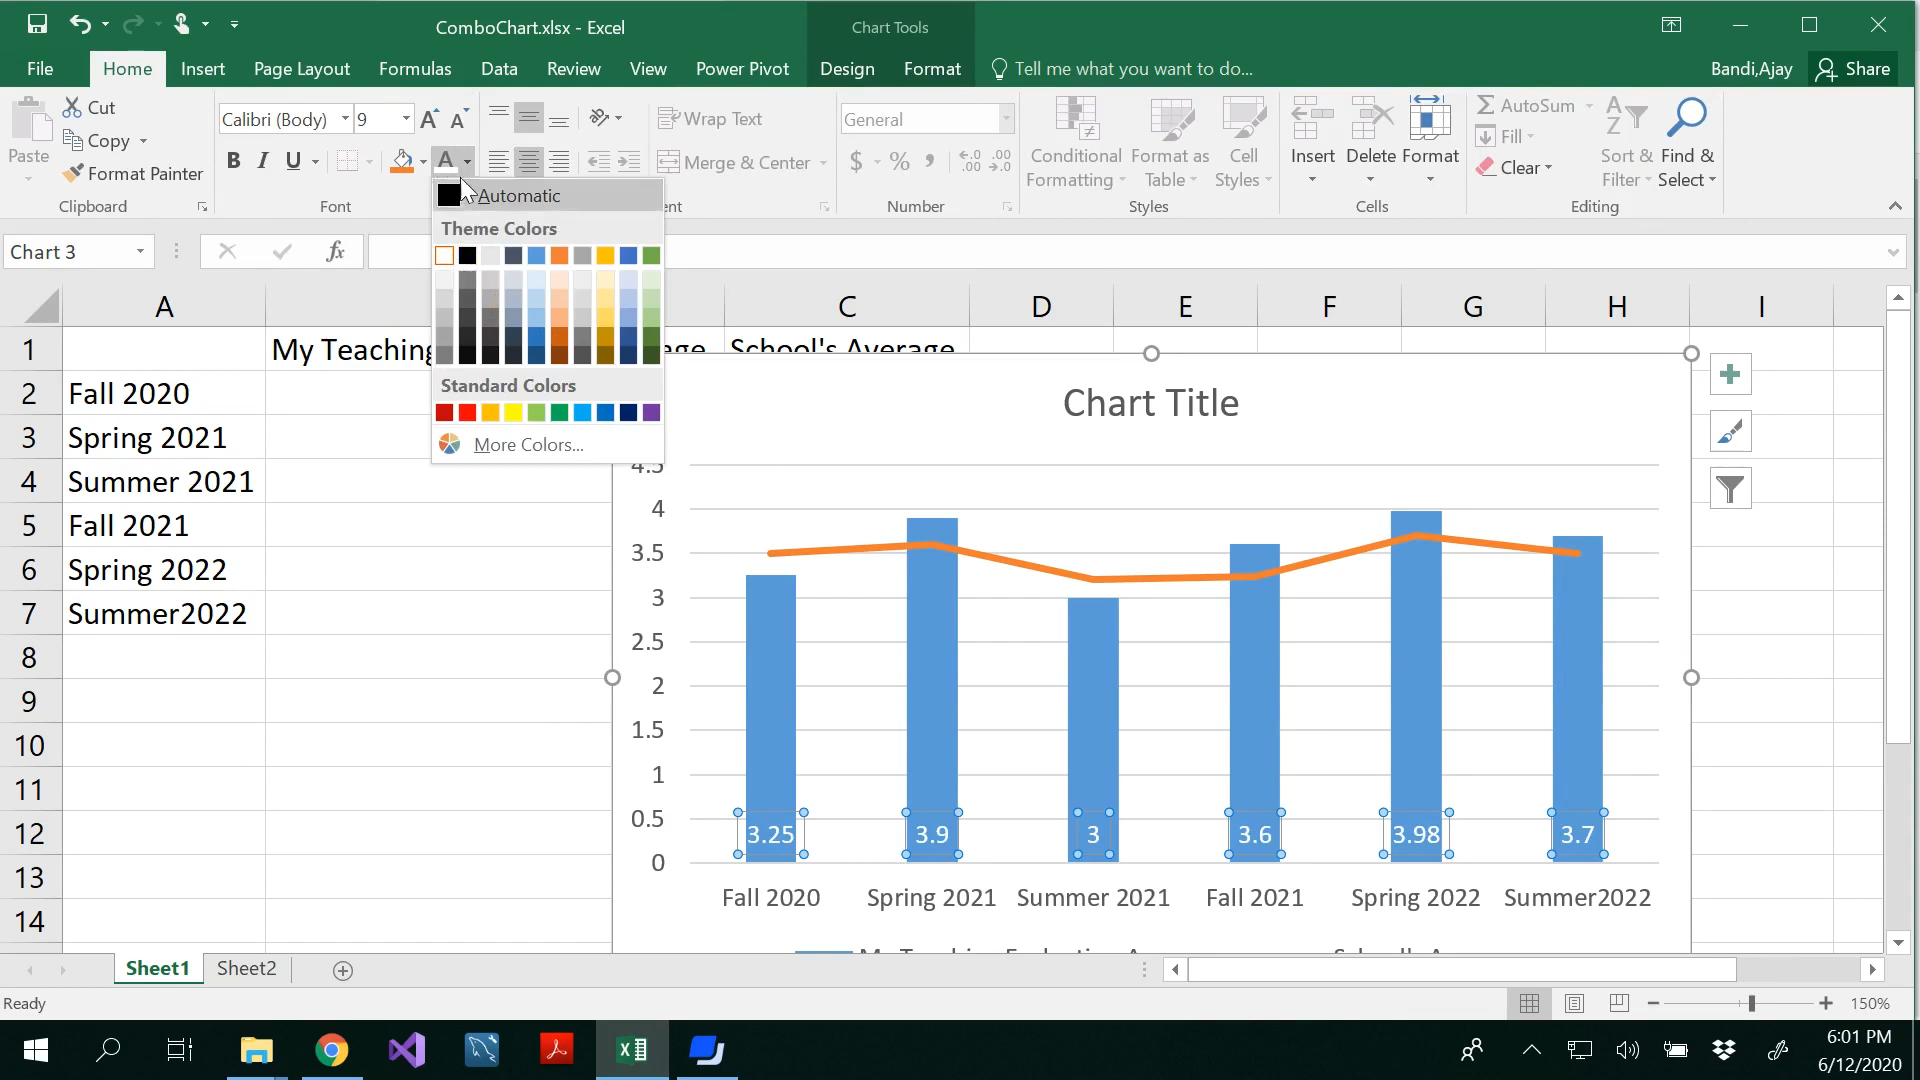 ComboChart.xlsx - Excel
Chart Tools
File
Home
Insert
Page Layout
Formulas
Data
Review
View
Power Pivot
Design
Format
Tell me what you want to do...
Bandi,Ajay
Share
Paste
Cut
Copy
Format Painter
Clipboard
Calibri (Body)
9
Font
Wrap Text
Merge & Center
General
Number
Conditional
Formatting
Format as
Table
Cell
Styles
Styles
Insert
Delete
Format
Cells
AutoSum
Fill
Clear
Sort &
Filter
Find &
Select
Editing
Automatic
Theme Colors
Standard Colors
More Colors...
Chart 3
fx
A C D E F G H I
1 My Teaching School's Average
2 Fall 2020
3 Spring 2021
4 Summer 2021
5 Fall 2021
6 Spring 2022
7 Summer2022
8
9
10
11
12
13
14
Chart Title
4.5
4
3.5
3
2.5
2
1.5
1
0.5
0
3.25 3.9 3 3.6 3.98 3.7
Fall 2020 Spring 2021 Summer 2021 Fall 2021 Spring 2022 Summer2022
Sheet1
Sheet2
Ready
150%
6:01 PM
6/12/2020